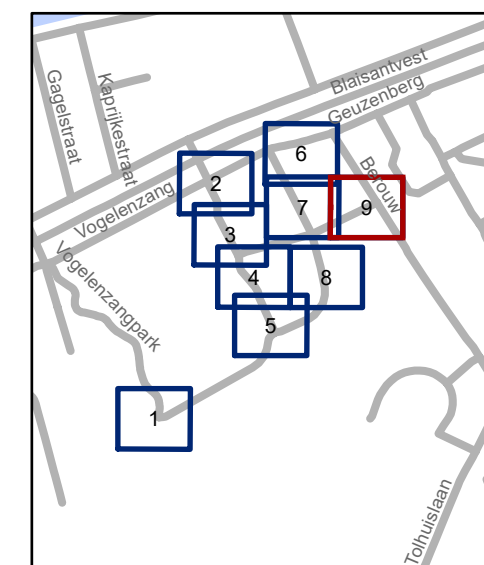 Blaisantvest
Geuzenberg
Gagelstraat
Kaprijkestraat
Vogelenzang
Berouw
Vogelenzangpark
Tolhuislaan
6
2
7
9
3
4
8
5
1